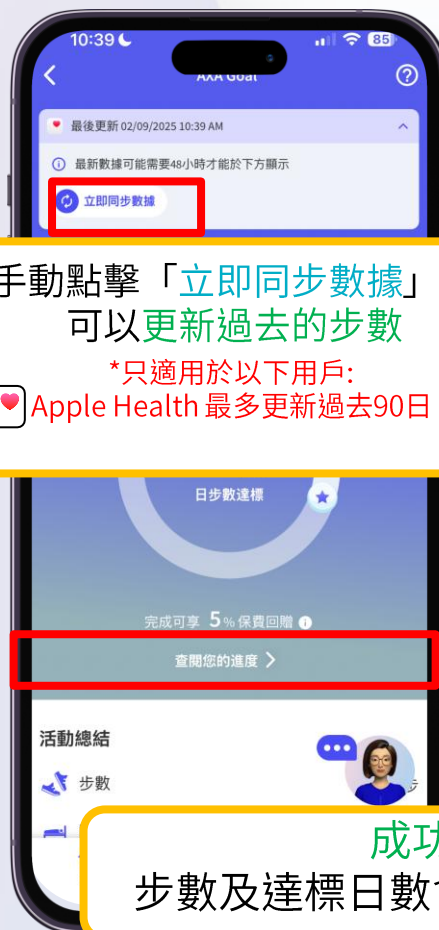 10:39
85
AXA Goal
最後更新 02/09/2025 10:39 AM
最新數據可能需要48小時才能於下方顯示
立即同步數據
手動點擊「立即同步數據」
可以更新過去的步數
*只適用於以下用戶:
Apple Health 最多更新過去90日
日步數達標
完成可享 5% 保費回贈
查閱您的進度
活動總結
步數
步
成功
步數及達標日數